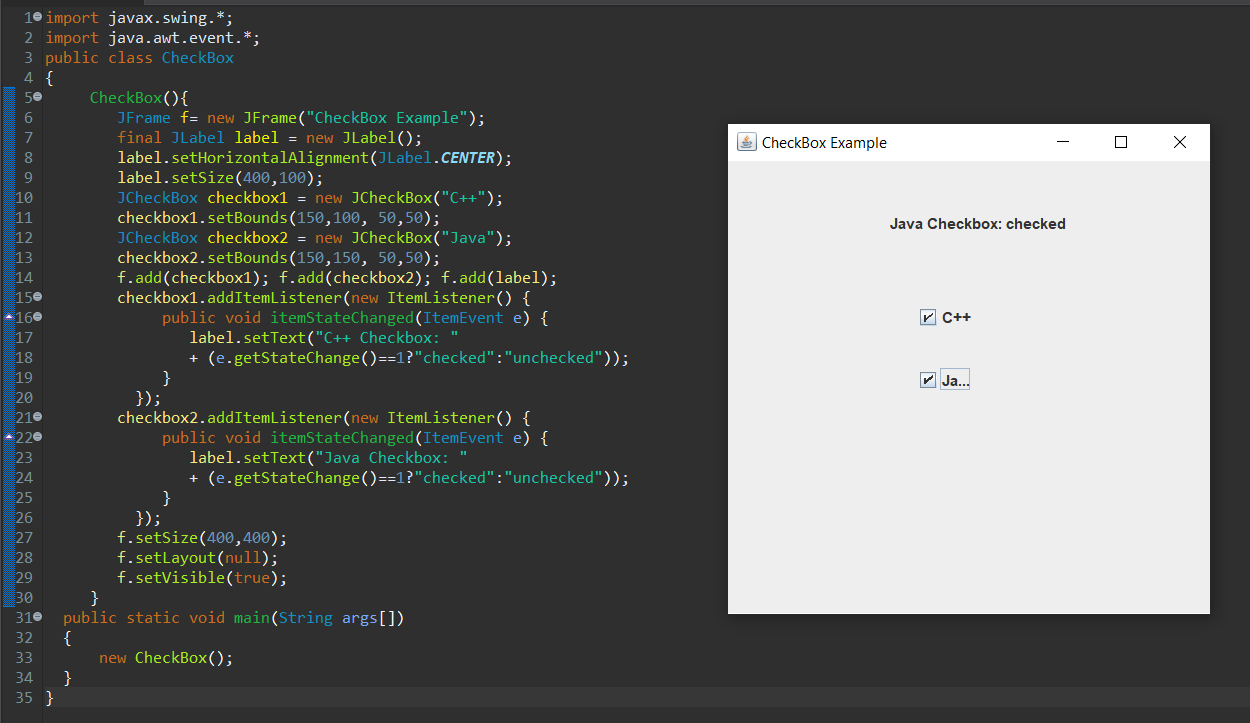 1 import javax.swing.*;
2 import java.awt.event.*;
3 public class CheckBox
4 {
5 CheckBox(){
6 JFrame f= new JFrame("CheckBox Example");
7 final JLabel label = new JLabel();
8 label.setHorizontalAlignment(JLabel.CENTER);
9 label.setSize(400,100);
10 JCheckBox checkbox1 = new JCheckBox("C++");
11 checkbox1.setBounds(150,100, 50,50);
12 JCheckBox checkbox2 = new JCheckBox("Java");
13 checkbox2.setBounds(150,150, 50,50);
14 f.add(checkbox1); f.add(checkbox2); f.add(label);
15 checkbox1.addItemListener(new ItemListener() {
16 public void itemStateChanged(ItemEvent e) {
17 label.setText("C++ Checkbox: "
18 + (e.getStateChange()==1?"checked":"unchecked"));
19 }
20 });
21 checkbox2.addItemListener(new ItemListener() {
22 public void itemStateChanged(ItemEvent e) {
23 label.setText("Java Checkbox: "
24 + (e.getStateChange()==1?"checked":"unchecked"));
25 }
26 });
27 f.setSize(400,400);
28 f.setLayout(null);
29 f.setVisible(true);
30 }
31 public static void main(String args[])
32 {
33 new CheckBox();
34 }
35 }
CheckBox Example
Java Checkbox: checked
C++
Ja...